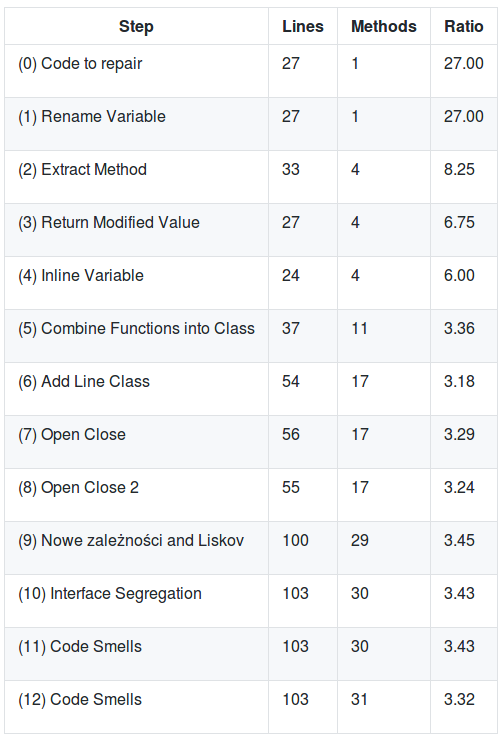 Step Lines Methods Ratio
(0) Code to repair 27 1 27.00
(1) Rename Variable 27 1 27.00
(2) Extract Method 33 4 8.25
(3) Return Modified Value 27 4 6.75
(4) Inline Variable 24 4 6.00
(5) Combine Functions into Class 37 11 3.36
(6) Add Line Class 54 17 3.18
(7) Open Close 56 17 3.29
(8) Open Close 2 55 17 3.24
(9) Nowe zależności and Liskov 100 29 3.45
(10) Interface Segregation 103 30 3.43
(11) Code Smells 103 30 3.43
(12) Code Smells 103 31 3.32